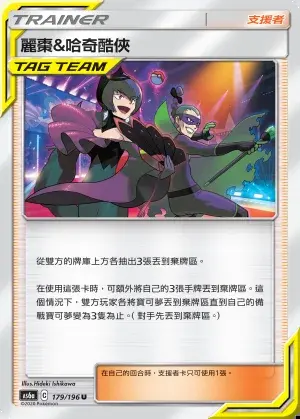 TRAINER
支援者
麗棗&哈奇酷俠
TAG TEAM
從雙方的牌庫上方各抽出3張丟到棄牌區。
在使用這張卡時,可額外將自己的3張手牌丟到棄牌區。這
個情況下,雙方玩家各將寶可夢丟到棄牌區直到自己的備
戰寶可夢變為3隻為止。(對手先丟到棄牌區。)
Illus.Hideki Ishikawa
AS6a C 179/196 U
©2020 Pokémon
在自己的回合時,支援者卡只可使用1張。